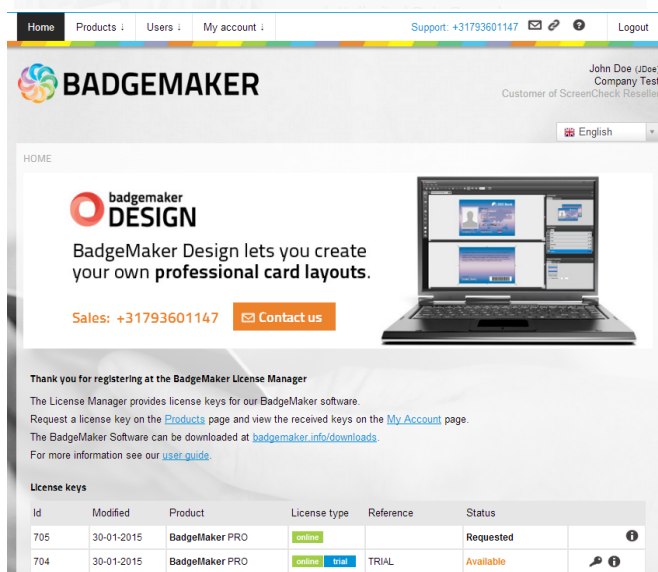 Home Products ↓ Users ↓ My account ↓ Support: +31793601147 Logout
BADGEMAKER
John Doe (JDoe)
Company Test
Customer of ScreenCheck Reseller
English
HOME
badgemaker
DESIGN
BadgeMaker Design lets you create
your own professional card layouts.
Sales: +31793601147 Contact us
Thank you for registering at the BadgeMaker License Manager
The License Manager provides license keys for our BadgeMaker software.
Request a license key on the Products page and view the received keys on the My Account page.
The BadgeMaker Software can be downloaded at badgemaker.info/downloads.
For more information see our user guide.
License keys
Id Modified Product License type Reference Status
705 30-01-2015 BadgeMaker PRO online Requested
704 30-01-2015 BadgeMaker PRO online trial TRIAL Available